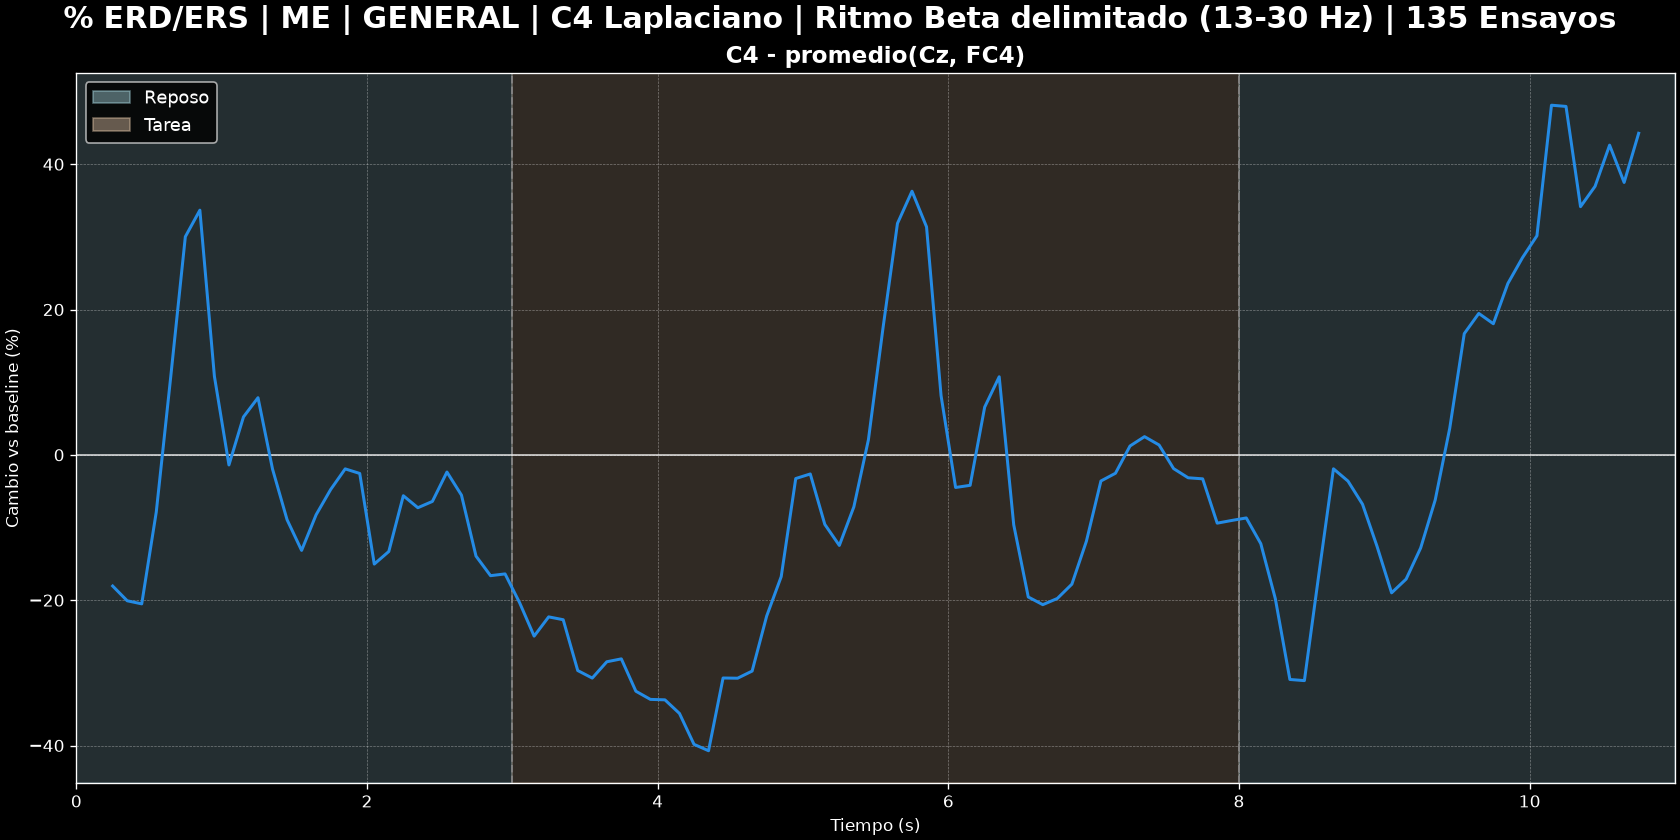 % ERD/ERS | ME | GENERAL | C4 Laplaciano | Ritmo Beta delimitado (13-30 Hz) | 135 Ensayos
C4 - promedio(Cz, FC4)
Reposo
Tarea
Cambio vs baseline (%)
40
20
0
−20
−40
0
2
4
6
8
10
Tiempo (s)